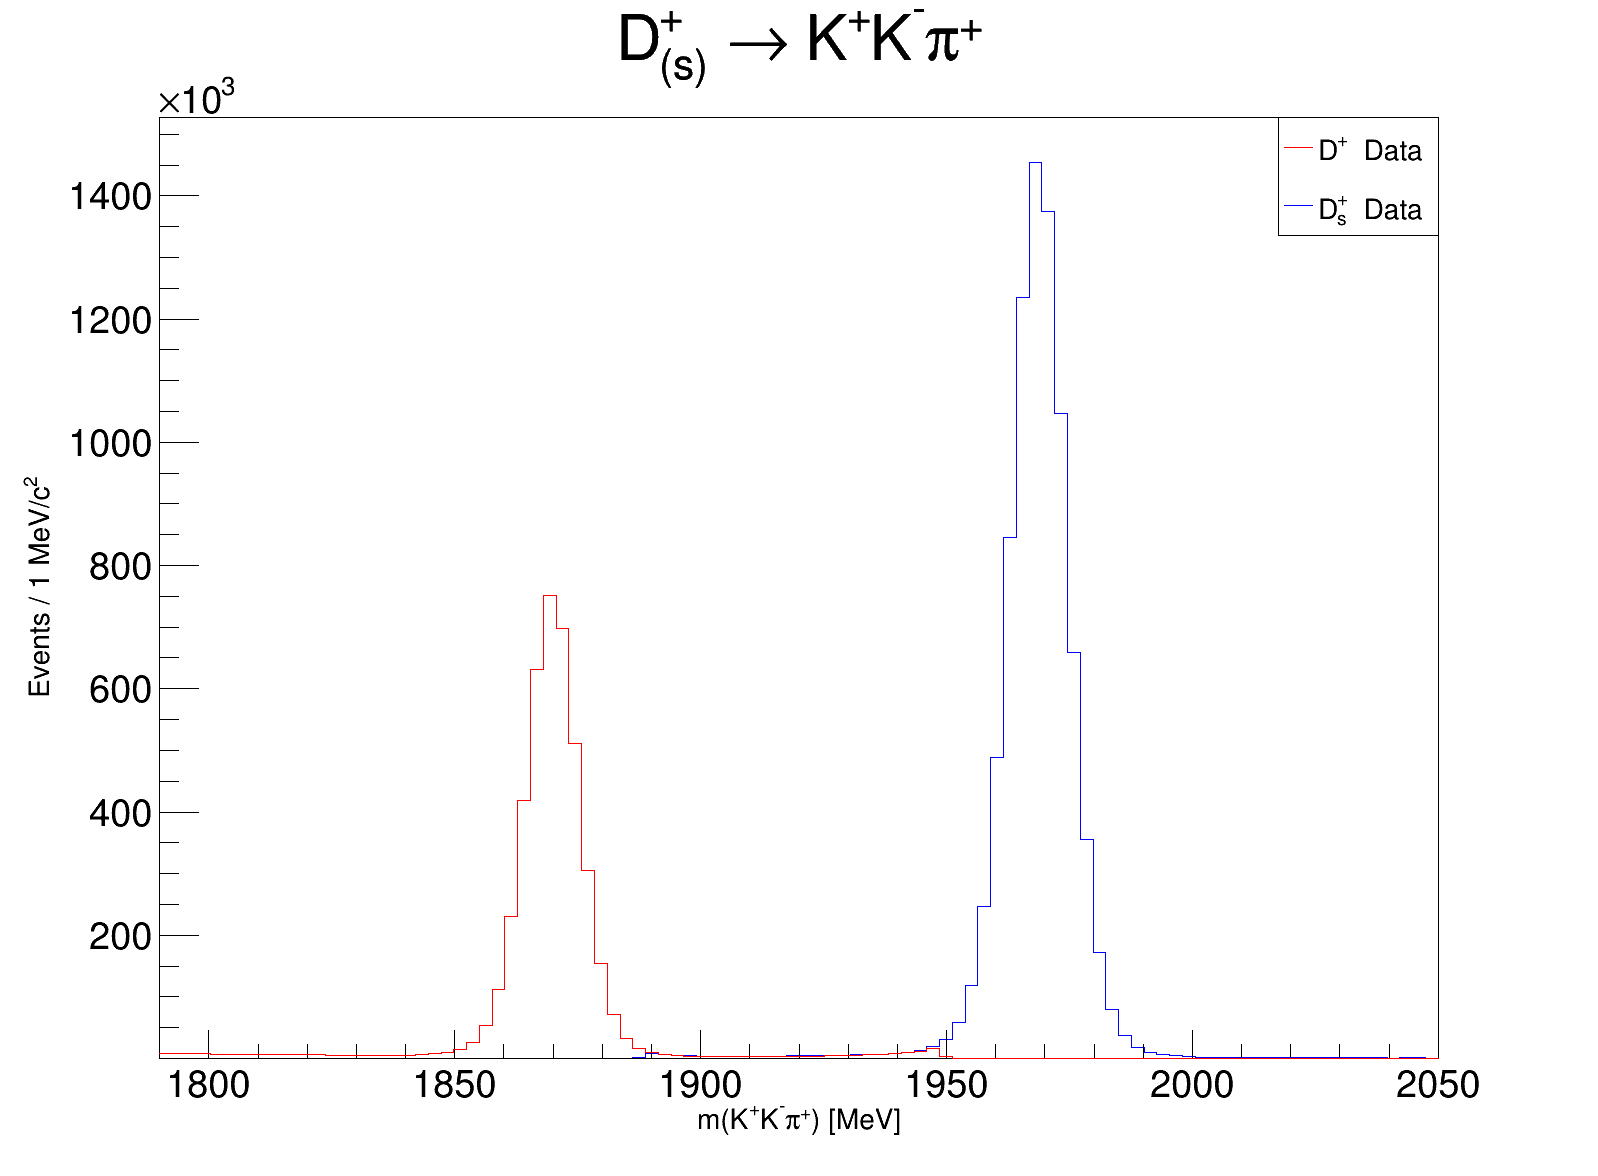 D⁺₍ₛ₎ → K⁺K⁻π⁺
×10³
1400
1200
1000
800
600
400
200
Events / 1 MeV/c²
D⁺ Data
Dₛ⁺ Data
1800 1850 1900 1950 2000 2050
m(K⁺K⁻π⁺) [MeV]